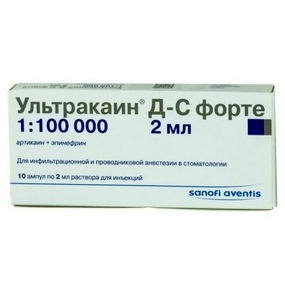 Ультракаин® Д-С форте
1:100 000 2 мл
артикаин + эпинефрин
Для инфильтрационной и проводниковой анестезии в стоматологии
10 ампул по 2 мл раствора для инъекций
sanofi aventis